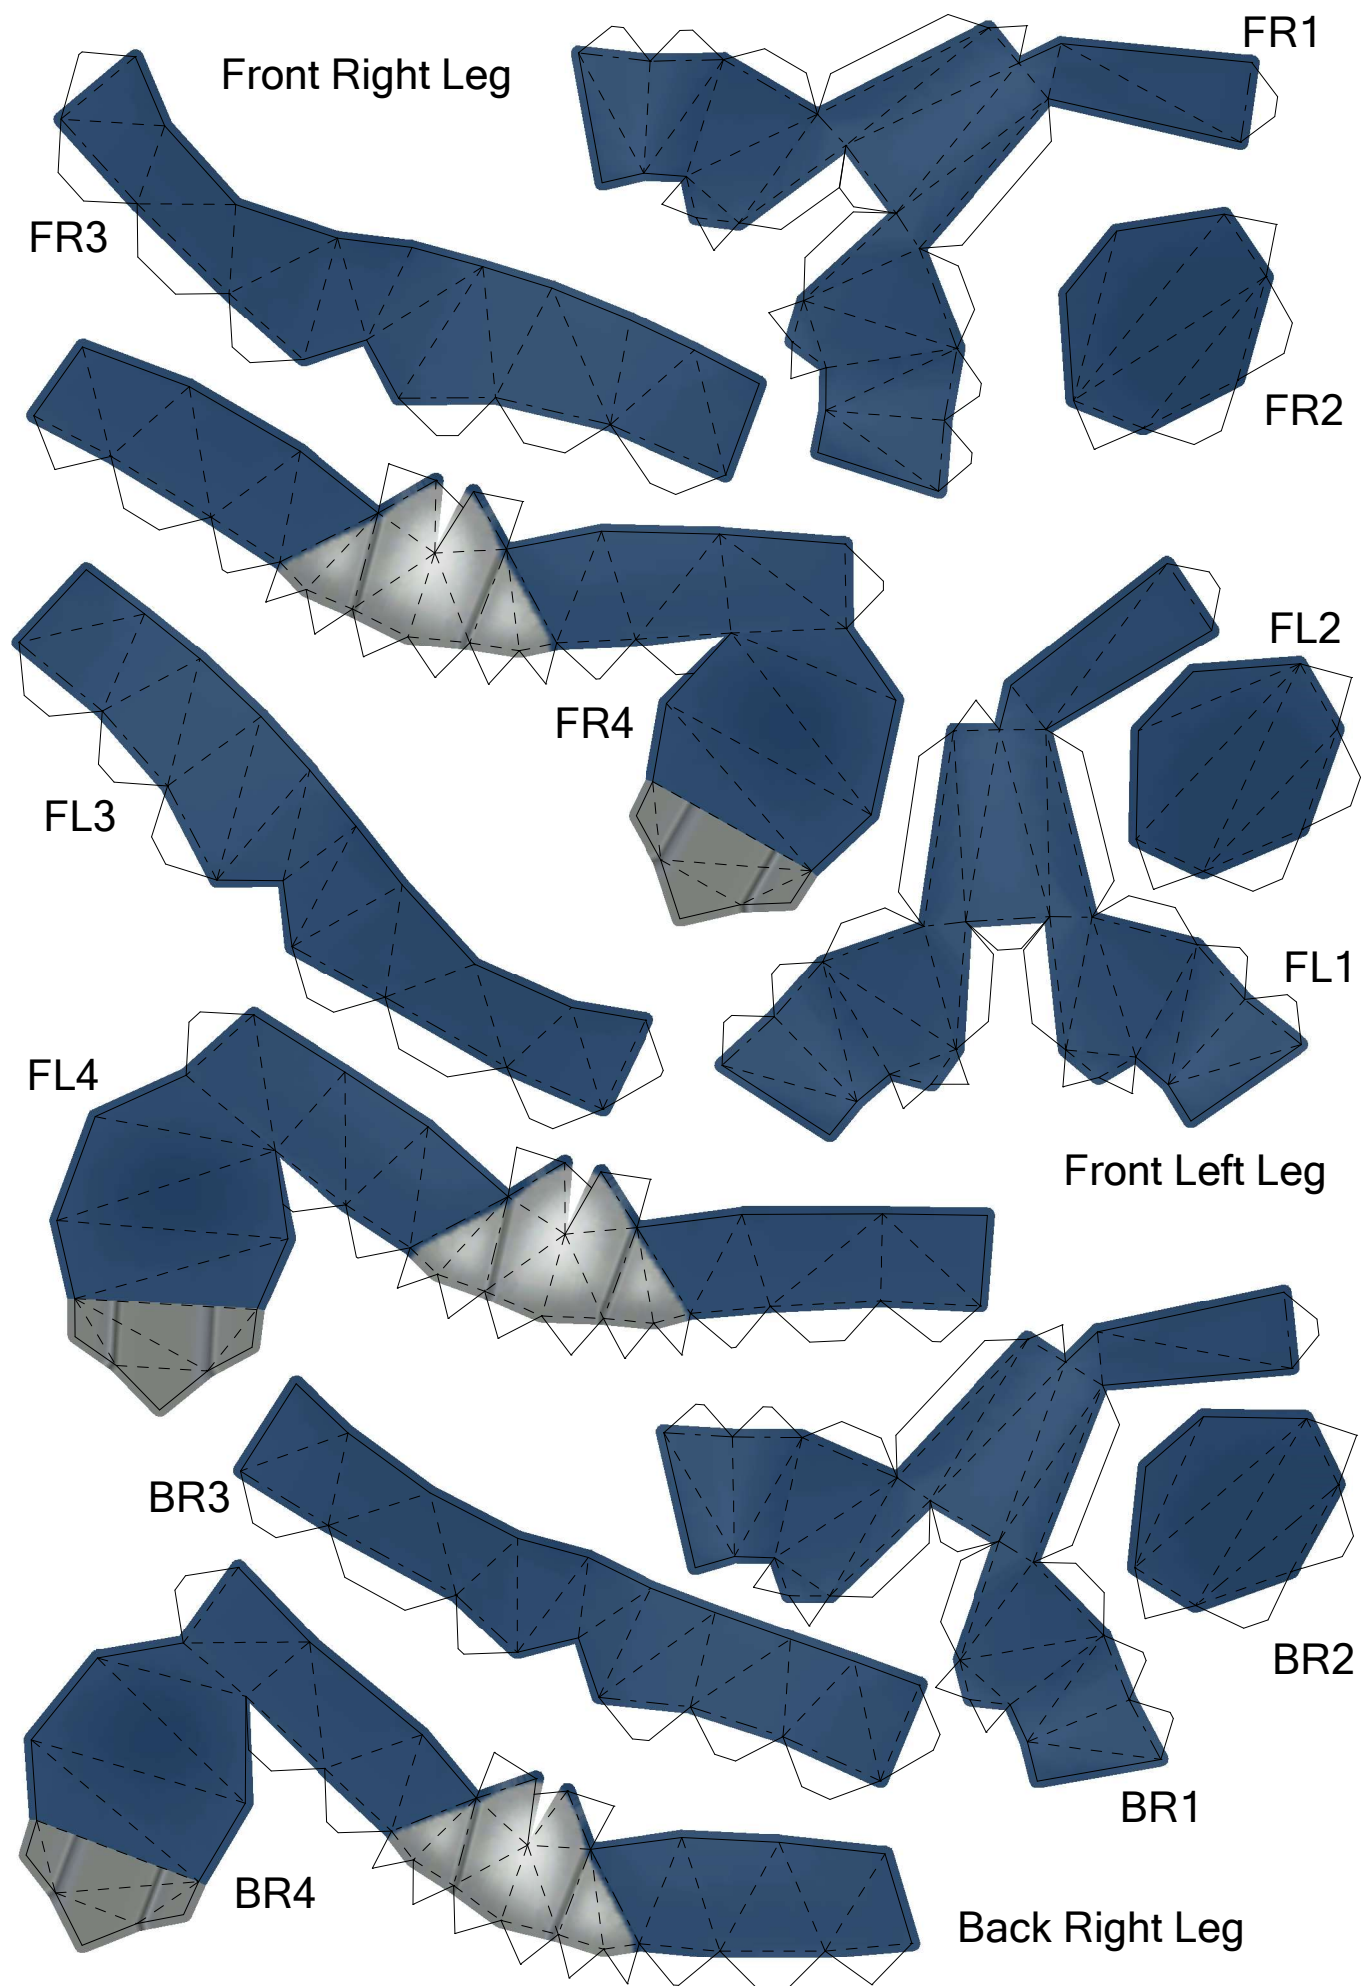 FR1
Front Right Leg
FR3
FR2
FL2
FR4
FL3
FL1
FL4
Front Left Leg
BR3
BR2
BR1
BR4
Back Right Leg